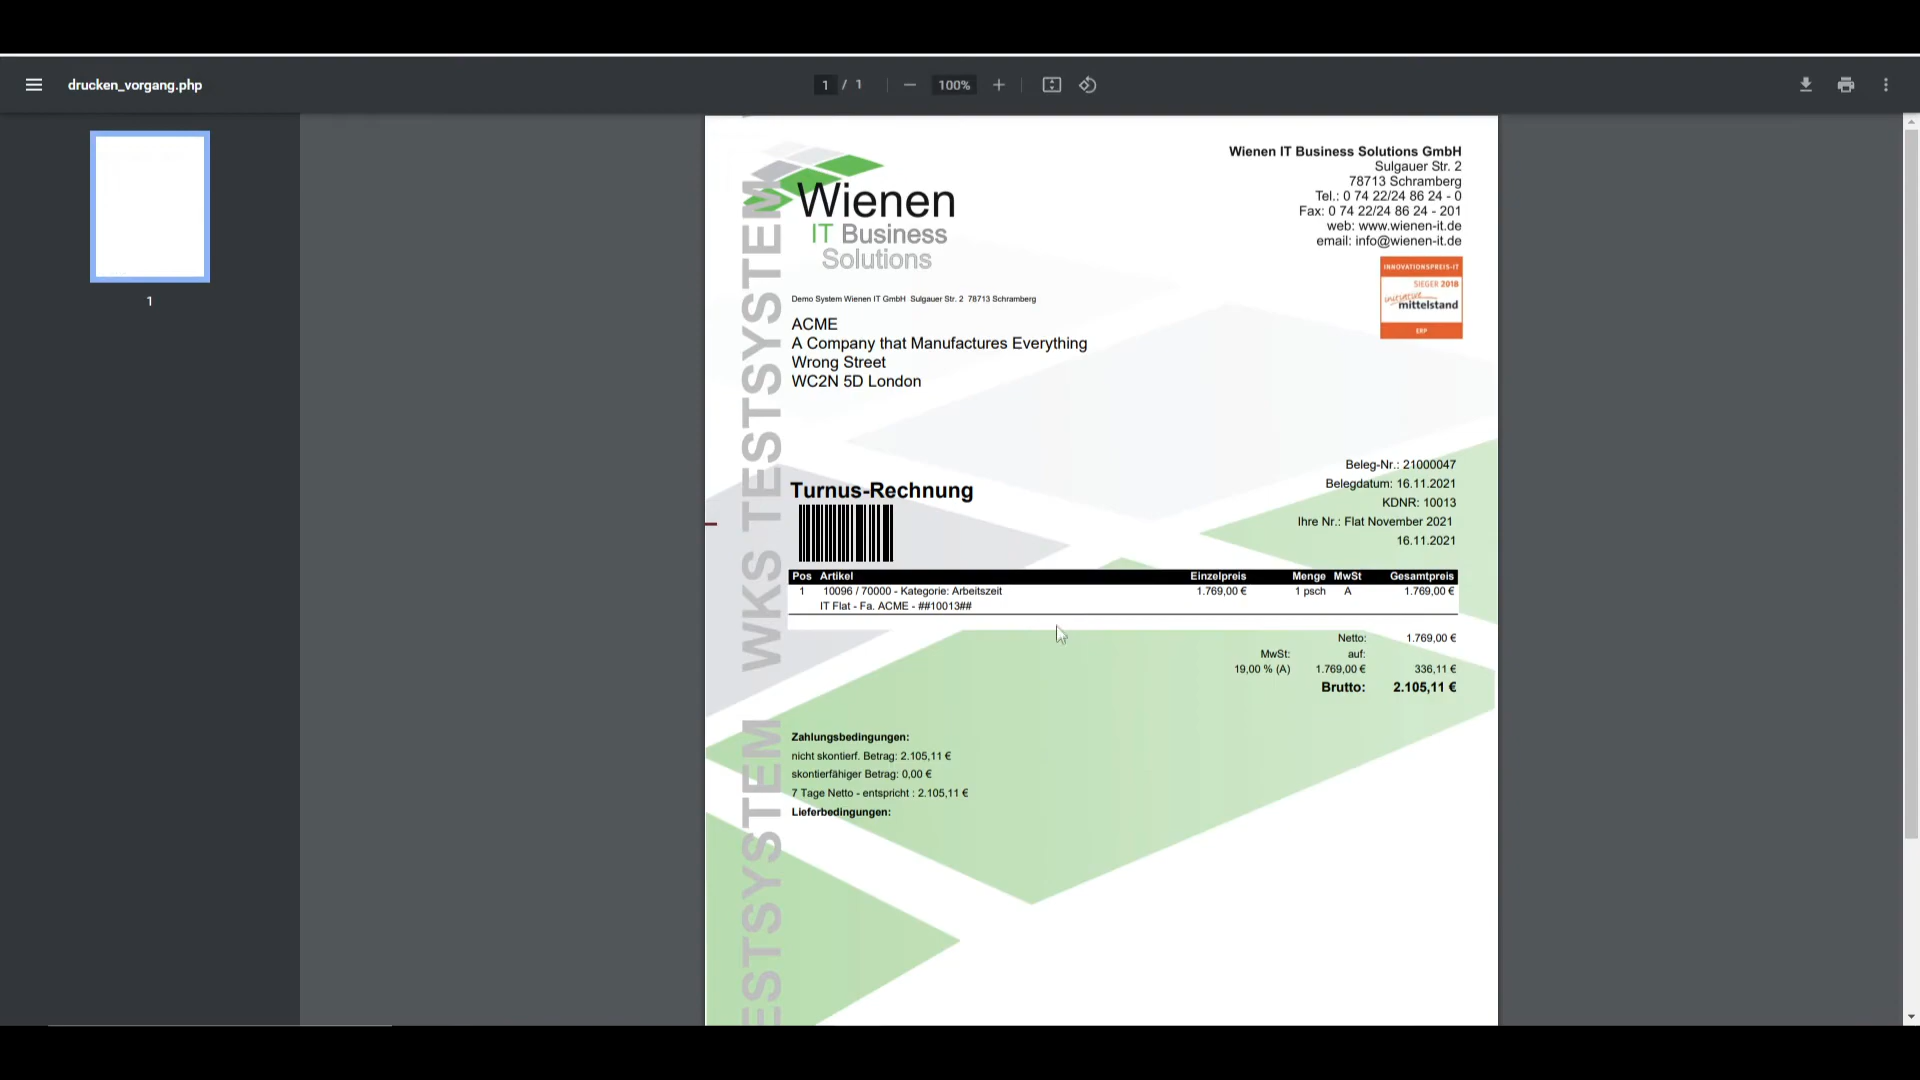 drucken_vorgang.php
1 / 1
100%
1
Wienen
IT Business
Solutions
Wienen IT Business Solutions GmbH
Sulgauer Str. 2
78713 Schramberg
Tel.: 0 74 22/24 86 24 - 0
Fax: 0 74 22/24 86 24 - 201
web: www.wienen-it.de
email: info@wienen-it.de
INNOVATIONSPREIS-IT
SIEGER 2018
initiative
mittelstand
ERP
Demo System Wienen IT GmbH Sulgauer Str. 2 78713 Schramberg
ACME
A Company that Manufactures Everything
Wrong Street
WC2N 5D London
WKS TESTSYSTEM
ESTSYSTEM
Beleg-Nr.: 21000047
Belegdatum: 16.11.2021
KDNR: 10013
Ihre Nr.: Flat November 2021
16.11.2021
Turnus-Rechnung
Pos Artikel Einzelpreis Menge MwSt Gesamtpreis
1 10096 / 70000 - Kategorie: Arbeitszeit 1.769,00 € 1 psch A 1.769,00 €
IT Flat - Fa. ACME - ##10013##
Netto: 1.769,00 €
MwSt: auf:
19,00 % (A) 1.769,00 € 336,11 €
Brutto: 2.105,11 €
Zahlungsbedingungen:
nicht skontierf. Betrag: 2.105,11 €
skontierfähiger Betrag: 0,00 €
7 Tage Netto - entspricht : 2.105,11 €
Lieferbedingungen: